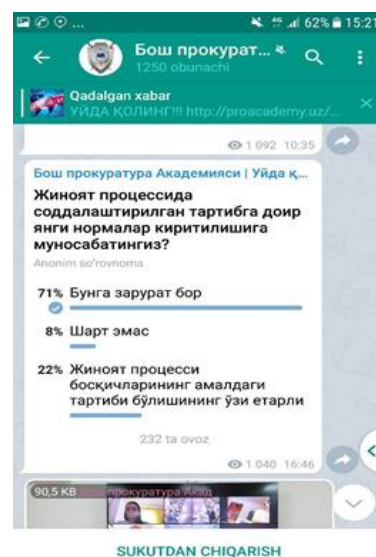 62% 15:21
Бош прокурат...
1250 obunachi
Qadalgan xabar
УЙДА ҚОЛИНГ!!! http://proacademy.uz/...
1 092 10:35
Бош прокуратура Академияси | Уйда қ...
Жиноят процессида
соддалаштирилган тартибга доир
янги нормалар киритилишига
муносабатингиз?
Anonim so'rovnoma
71% Бунга зарурат бор
8% Шарт эмас
22% Жиноят процесси
босқичларининг амалдаги
тартиби бўлишининг ўзи етарли
232 ta ovoz
1 040 16:46
90,5 KB Бош прокуратура Акад
SUKUTDAN CHIQARISH